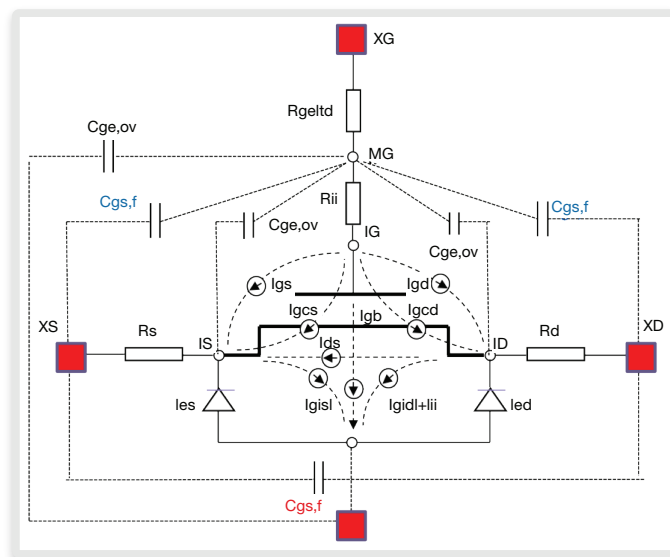 XG
Rgeltd
Cge,ov
MG
Cgs,f
Rii
Cgs,f
Cge,ov
IG
Cge,ov
Igs
Igd
Igcs
Igb
Igcd
XS
Rs
IS
Ids
ID
Rd
XD
Ies
Igisl
Igidl+Iii
Ied
Cgs,f